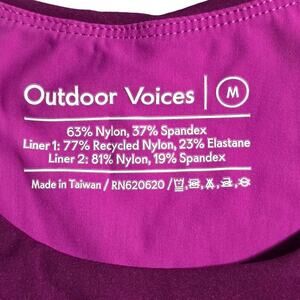 Outdoor Voices | M
63% Nylon, 37% Spandex
Liner 1: 77% Recycled Nylon, 23% Elastane
Liner 2: 81% Nylon, 19% Spandex
Made in Taiwan / RN620620 /